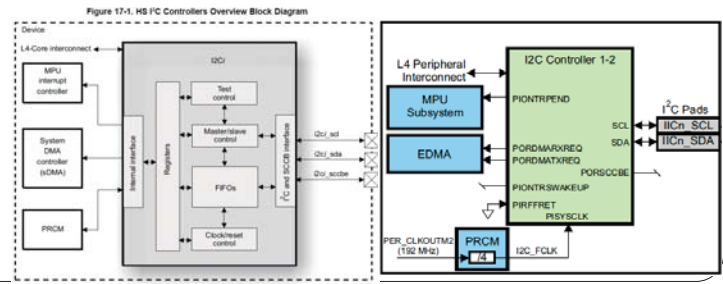 Figure 17-1. HS I²C Controllers Overview Block Diagram
Device
L4-Core interconnect
I2Ci
MPU
interrupt
controller
System
DMA
controller
(sDMA)
PRCM
Internal interface
Registers
Test
control
Master/slave
control
FIFOs
Clock/reset
control
I²C and SCCB interface
i2ci_scl
i2ci_sda
i2ci_sccbe
L4 Peripheral
Interconnect
MPU
Subsystem
EDMA
I2C Controller 1-2
PIONTRPEND
PORDMARXREQ
PORDMATXREQ
PIONTRSWAKEUP
PIRFFRET
PISYSCLK
SCL
SDA
PORSCCBE
I²C Pads
IICn_SCL
IICn_SDA
PER_CLKOUTM2
(192 MHz)
PRCM
/4
I2C_FCLK